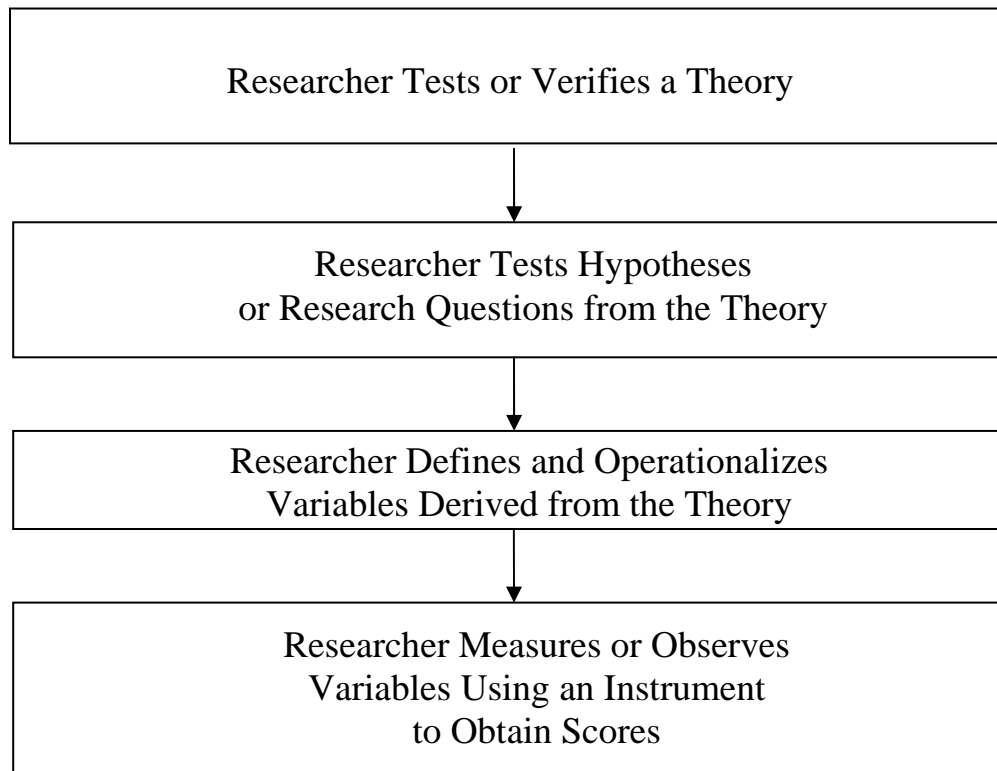 Researcher Tests or Verifies a Theory
Researcher Tests Hypotheses
or Research Questions from the Theory
Researcher Defines and Operationalizes
Variables Derived from the Theory
Researcher Measures or Observes
Variables Using an Instrument
to Obtain Scores